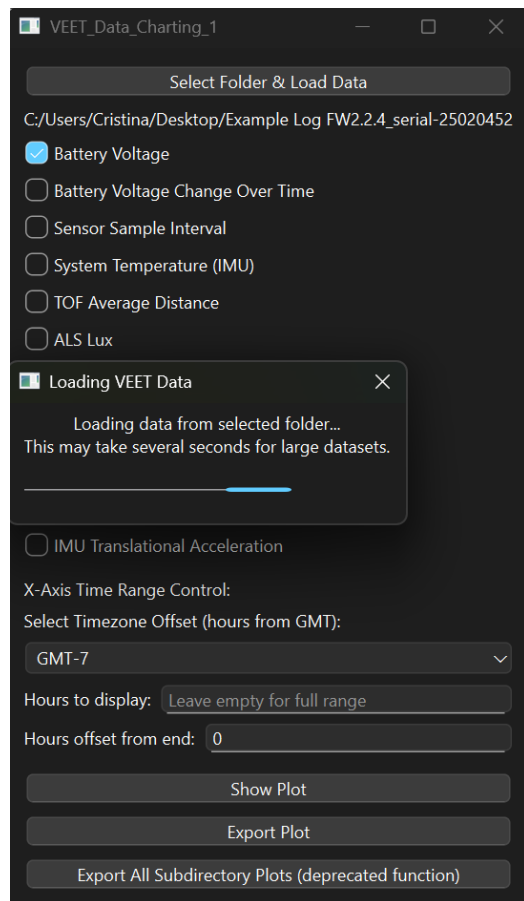 VEET_Data_Charting_1
Select Folder & Load Data
C:/Users/Cristina/Desktop/Example Log FW2.2.4_serial-25020452
Battery Voltage
Battery Voltage Change Over Time
Sensor Sample Interval
System Temperature (IMU)
TOF Average Distance
ALS Lux
Loading VEET Data
Loading data from selected folder...
This may take several seconds for large datasets.
IMU Translational Acceleration
X-Axis Time Range Control:
Select Timezone Offset (hours from GMT):
GMT-7
Hours to display: Leave empty for full range
Hours offset from end: 0
Show Plot
Export Plot
Export All Subdirectory Plots (deprecated function)